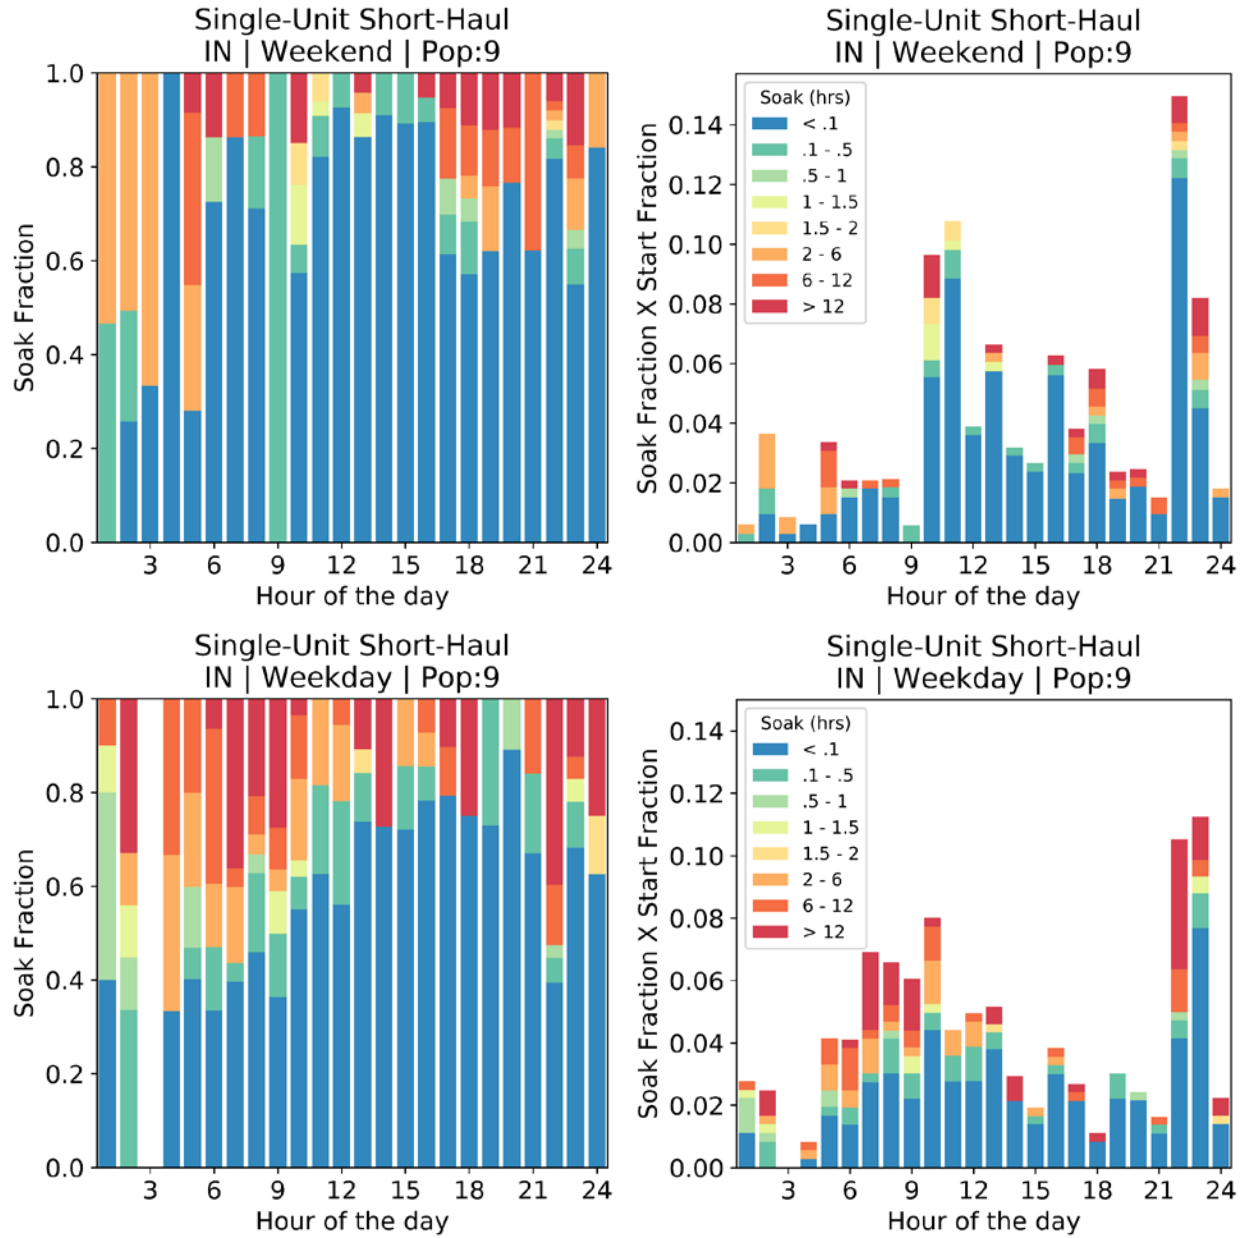 Single-Unit Short-Haul
IN | Weekend | Pop:9
1.0
0.8
0.6
0.4
0.2
0.0
Soak Fraction
3 6 9 12 15 18 21 24
Hour of the day
Single-Unit Short-Haul
IN | Weekend | Pop:9
Soak (hrs)
< .1
.1 - .5
.5 - 1
1 - 1.5
1.5 - 2
2 - 6
6 - 12
> 12
0.14
0.12
0.10
0.08
0.06
0.04
0.02
0.00
Soak Fraction X Start Fraction
3 6 9 12 15 18 21 24
Hour of the day
Single-Unit Short-Haul
IN | Weekday | Pop:9
1.0
0.8
0.6
0.4
0.2
0.0
Soak Fraction
3 6 9 12 15 18 21 24
Hour of the day
Single-Unit Short-Haul
IN | Weekday | Pop:9
Soak (hrs)
< .1
.1 - .5
.5 - 1
1 - 1.5
1.5 - 2
2 - 6
6 - 12
> 12
0.14
0.12
0.10
0.08
0.06
0.04
0.02
0.00
Soak Fraction X Start Fraction
3 6 9 12 15 18 21 24
Hour of the day